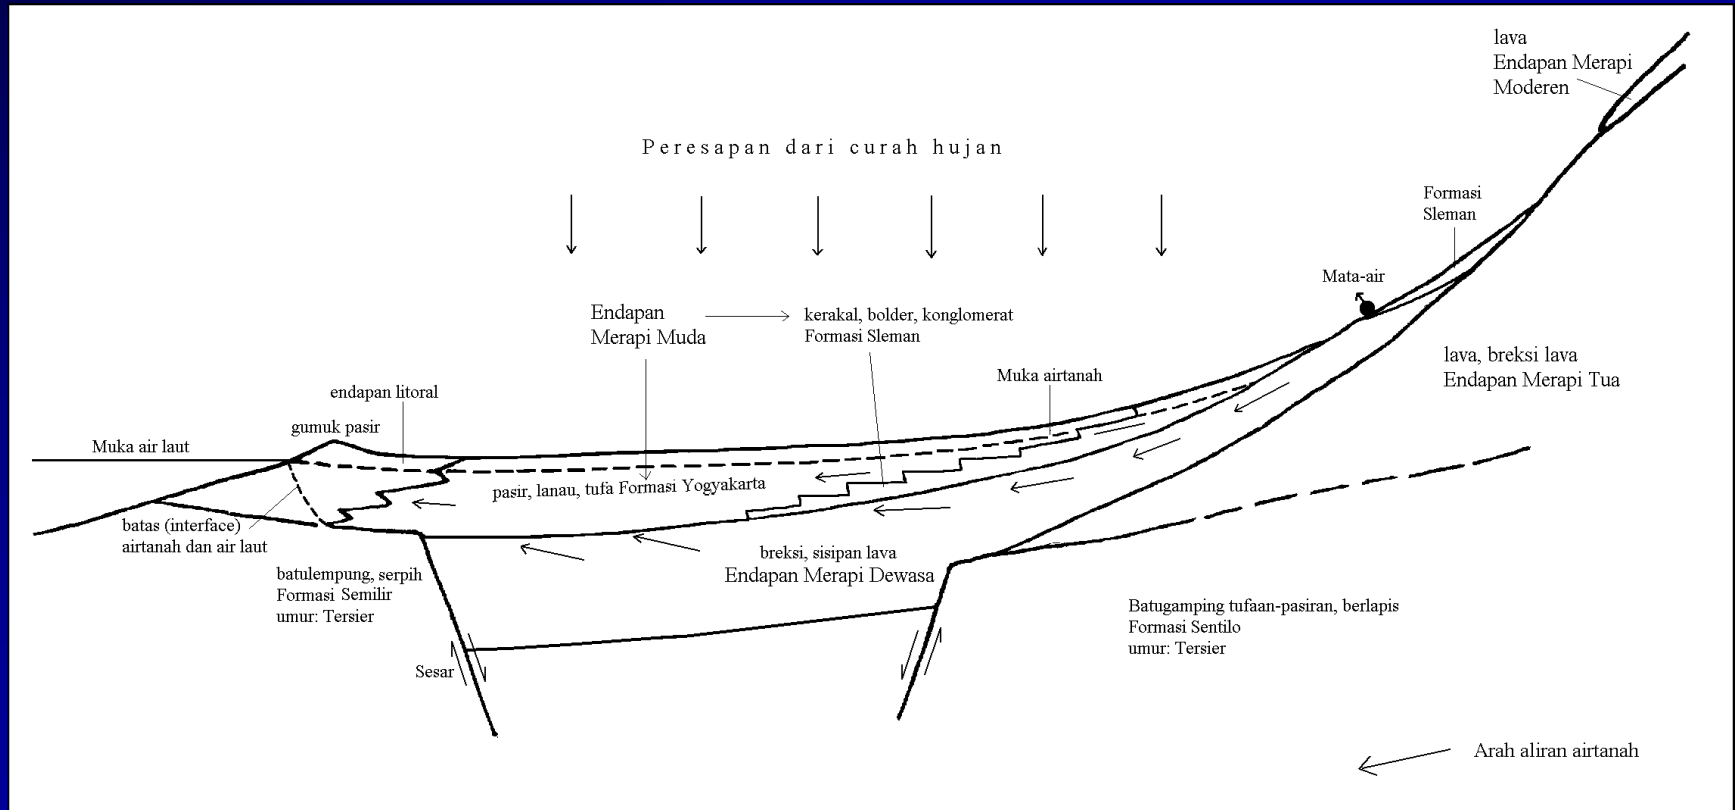 lava
Endapan Merapi
Moderen
Peresapan dari curah hujan
Formasi
Sleman
Mata-air
Endapan
Merapi Muda
kerakal, bolder, konglomerat
Formasi Sleman
lava, breksi lava
Endapan Merapi Tua
Muka airtanah
endapan litoral
gumuk pasir
Muka air laut
pasir, lanau, tufa Formasi Yogyakarta
batas (interface)
airtanah dan air laut
breksi, sisipan lava
Endapan Merapi Dewasa
batulempung, serpih
Formasi Semilir
umur: Tersier
Batugamping tufaan-pasiran, berlapis
Formasi Sentilo
umur: Tersier
Sesar
Arah aliran airtanah